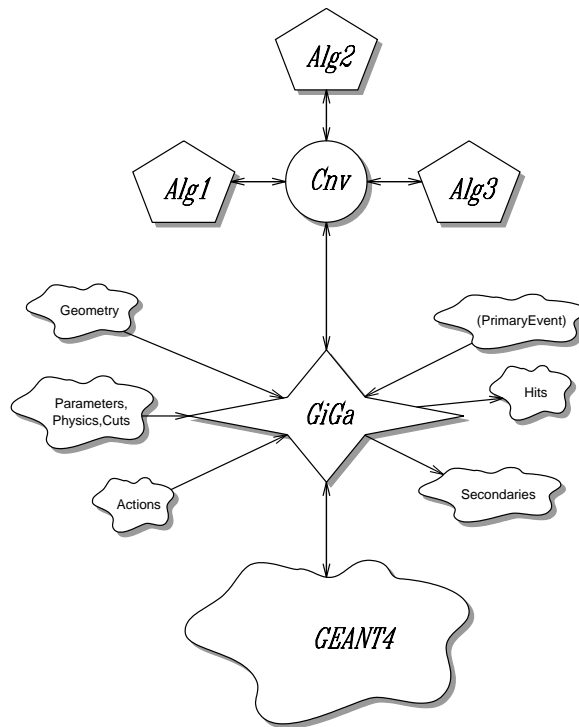 Alg2
Alg1
Cnv
Alg3
Geometry
(PrimaryEvent)
Parameters,
Physics,Cuts
GiGa
Hits
Actions
Secondaries
GEANT4